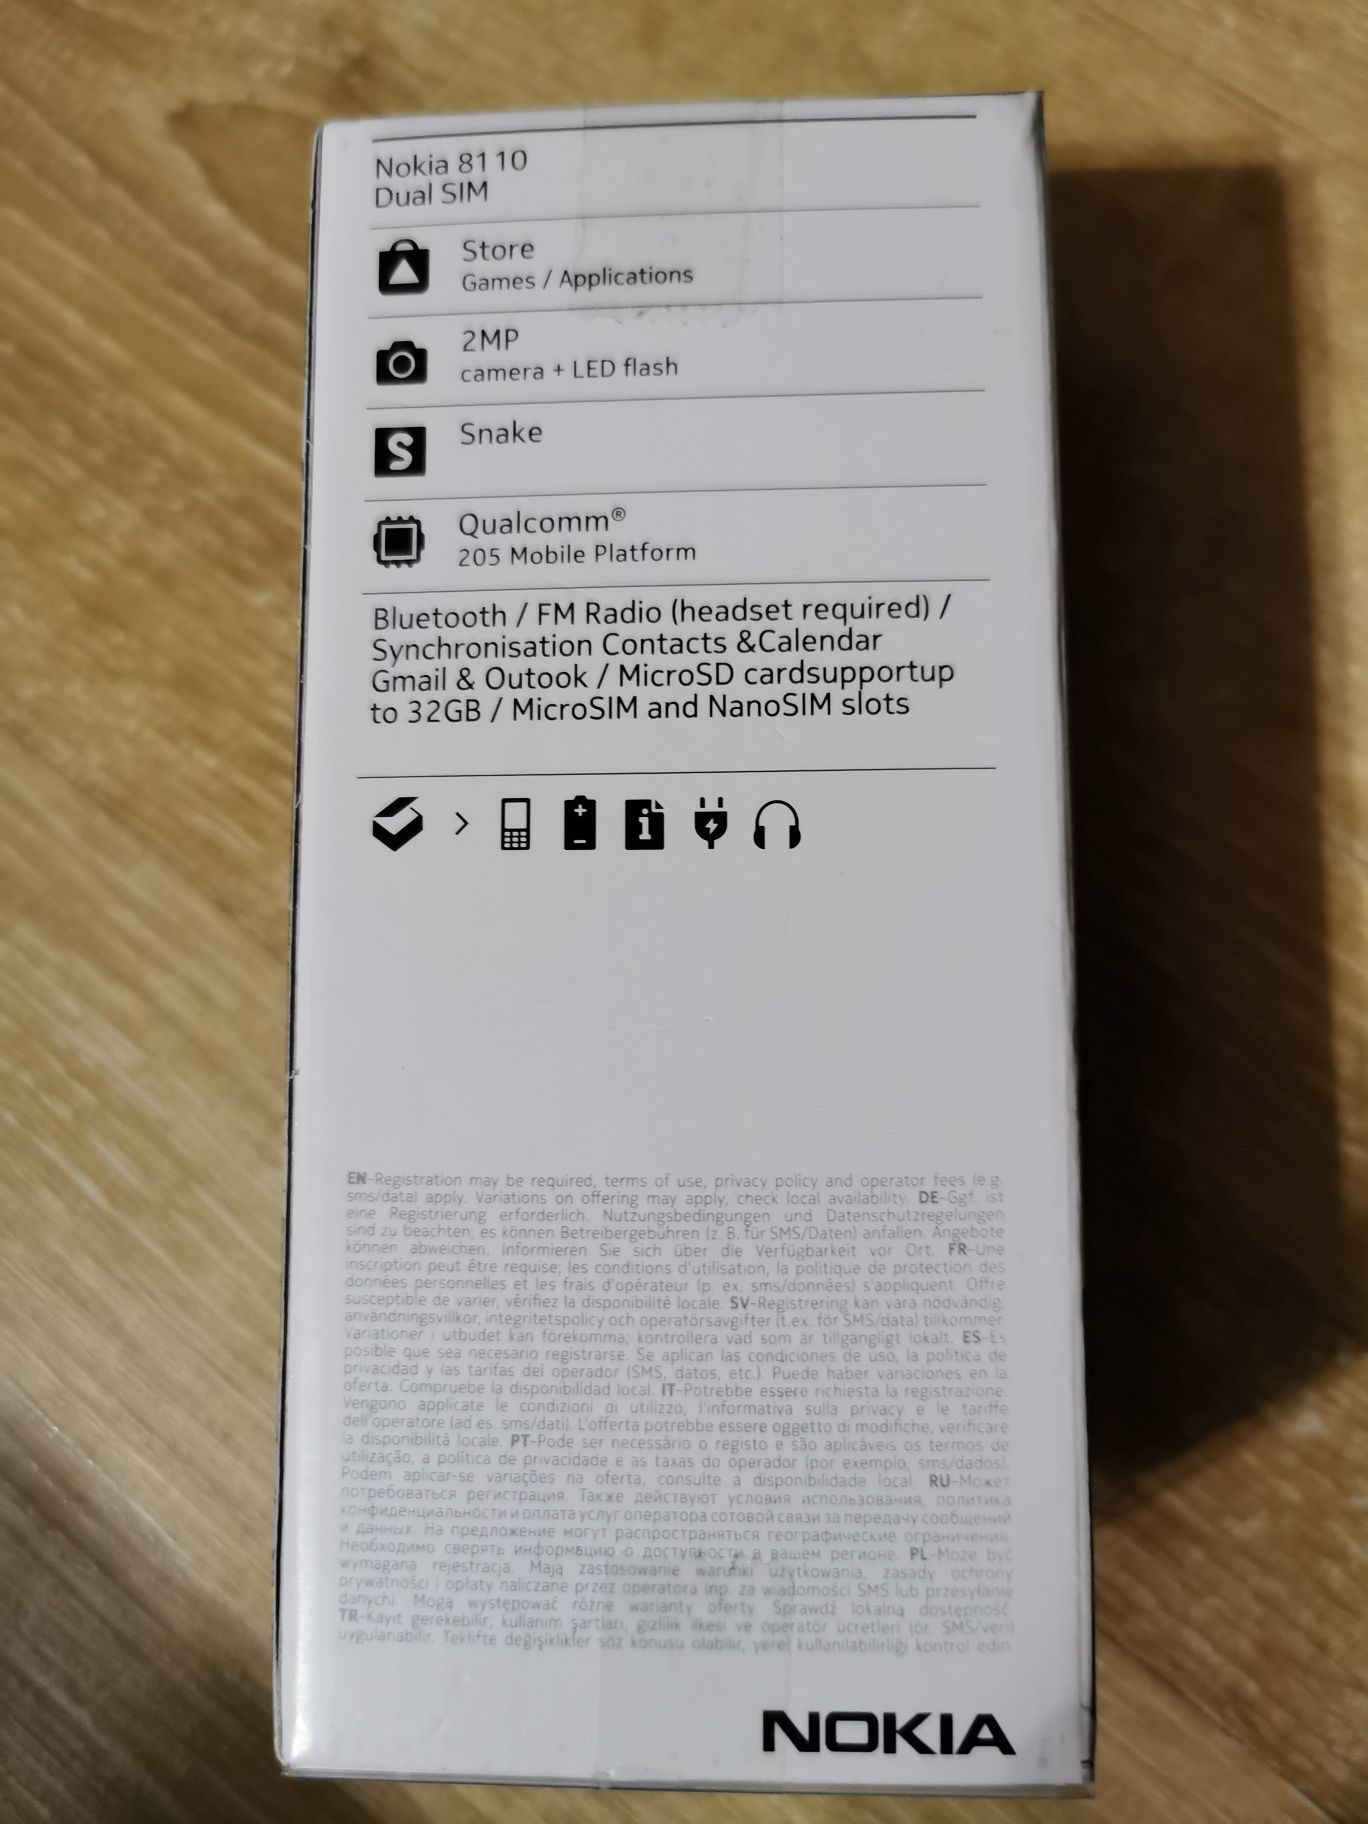 Nokia 8110
Dual SIM
Store
Games / Applications
2MP
camera + LED flash
S
Snake
Qualcomm®
205 Mobile Platform
Bluetooth / FM Radio (headset required) /
Synchronisation Contacts &Calendar
Gmail & Outook / MicroSD cardsupportup
to 32GB / MicroSIM and NanoSIM slots
EN-Registration may be required, terms of use, privacy policy and operator fees (e.g.
sms/data) apply. Variations on offering may apply, check local availability. DE-Ggf. ist
eine Registrierung erforderlich. Nutzungsbedingungen und Datenschutzregelungen
sind zu beachten; es können Betreibergebühren (z. B. für SMS/Daten) anfallen. Angebote
können abweichen. Informieren Sie sich über die Verfügbarkeit vor Ort. FR-Une
inscription peut être requise; les conditions d'utilisation, la politique de protection des
données personnelles et les frais d'opérateur (p. ex. sms/données) s'appliquent. Offre
susceptible de varier, vérifiez la disponibilité locale. SV-Registrering kan vara nödvändig;
användningsvillkor, integritetspolicy och operatörsavgifter (t.ex. för SMS/data) tillkommer.
Variationer i utbudet kan förekomma; kontrollera vad som är tillgängligt lokalt. ES-Es
posible que sea necesario registrarse. Se aplican las condiciones de uso, la política de
privacidad y las tarifas del operador (SMS, datos, etc.). Puede haber variaciones en la
oferta. Compruebe la disponibilidad local. IT-Potrebbe essere richiesta la registrazione.
Vengono applicate le condizioni di utilizzo, l'informativa sulla privacy e le tariffe
dell'operatore (ad es. sms/dati). L'offerta potrebbe essere oggetto di modifiche, verificare
la disponibilità locale. PT-Pode ser necessário o registo e são aplicáveis os termos de
utilização, a política de privacidade e as taxas do operador (por exemplo, sms/dados).
Podem aplicar-se variações na oferta, consulte a disponibilidade local. RU-Может
потребоваться регистрация. Также действуют условия использования, политика
конфиденциальности и оплата услуг оператора сотовой связи за передачу сообщений
и данных. На предложение могут распространяться географические ограничения.
Необходимо сверять информацию о доступности в вашем регионе. PL-Może być
wymagana rejestracja. Mają zastosowanie warunki użytkowania, zasady ochrony
prywatności i opłaty naliczane przez operatora (np. za wiadomości SMS lub przesyłanie
danych). Mogą występować różne warianty oferty. Sprawdź lokalną dostępność.
TR-Kayıt gerekebilir; kullanım şartları, gizlilik ilkesi ve operatör ücretleri (ör. SMS/veri)
uygulanabilir. Teklifte değişiklikler söz konusu olabilir, yerel kullanılabilirliği kontrol edin.
NOKIA